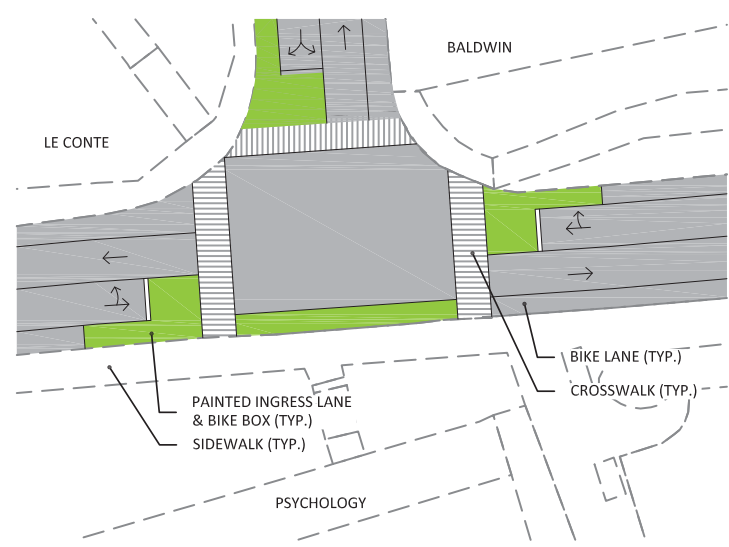 BALDWIN
LE CONTE
BIKE LANE (TYP.)
CROSSWALK (TYP.)
PAINTED INGRESS LANE
& BIKE BOX (TYP.)
SIDEWALK (TYP.)
PSYCHOLOGY